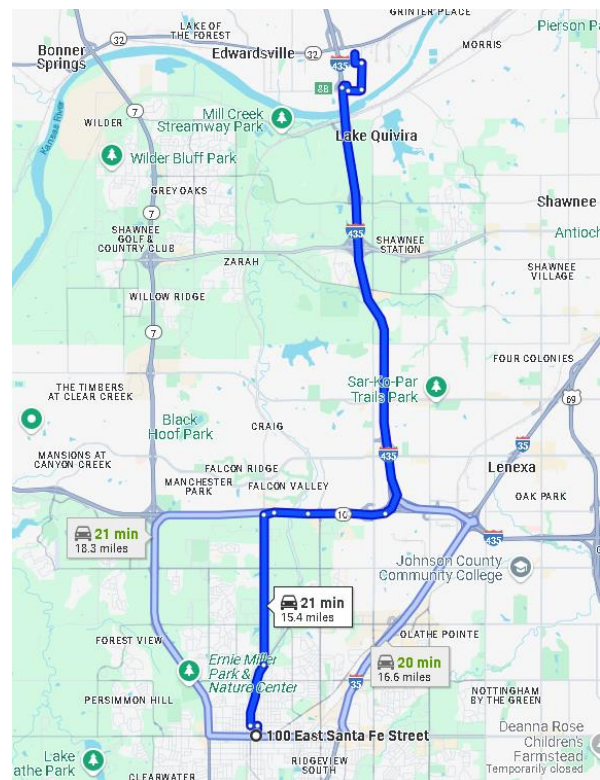 GRINTER PLACE
LAKE OF
THE FOREST
32
Edwardsville
32
MORRIS
Pierson P
Bonner
Springs
435
8B
7
Mill Creek
Streamway Park
WILDER
Kansas River
Lake Quivira
Wilder Bluff Park
GREY OAKS
Shawnee
7
SHAWNEE
GOLF &
COUNTRY CLUB
435
SHAWNEE
STATION
Antioch
ZARAH
SHAWNEE
VILLAGE
WILLOW RIDGE
7
FOUR COLONIES
THE TIMBERS
AT CLEAR CREEK
Sar-Ko-Par
Trails Park
69
Black
Hoof Park
CRAIG
35
MANSIONS AT
CANYON CREEK
435
FALCON RIDGE
Lenexa
MANCHESTER
PARK
FALCON VALLEY
OAK PARK
10
21 min
18.3 miles
435
Johnson County
Community College
21 min
15.4 miles
FOREST VIEW
OLATHE POINTE
Ernie Miller
Park &
Nature Center
20 min
16.6 miles
35
PERSIMMON HILL
NOTTINGHAM
BY THE GREEN
100 East Santa Fe Street
Deanna Rose
Children's
Farmstead
Temporarily closed
Lake
athe Park
RIDGEVIEW
SOUTH
CLEARWATER